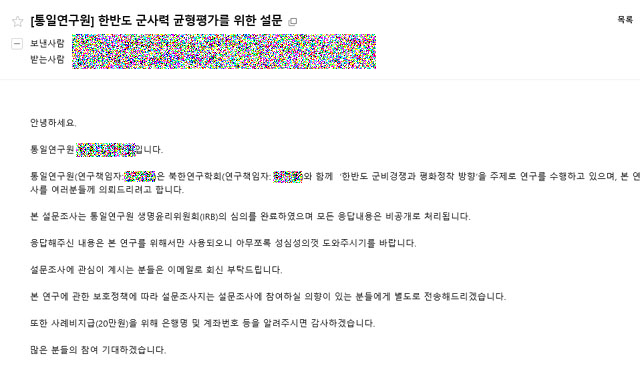 [통일연구원] 한반도 군사력 균형평가를 위한 설문
목록
보낸사람
받는사람
안녕하세요.
통일연구원 입니다.
통일연구원(연구책임자: 은 북한연구학회(연구책임자: 와 함께 '한반도 군비경쟁과 평화정착 방향'을 주제로 연구를 수행하고 있으며, 본 연
사를 여러분들께 의뢰드리려고 합니다.
본 설문조사는 통일연구원 생명윤리위원회(IRB)의 심의를 완료하였으며 모든 응답내용은 비공개로 처리됩니다.
응답해주신 내용은 본 연구를 위해서만 사용되오니 아무쪼록 성심성의껏 도와주시기를 바랍니다.
설문조사에 관심이 계시는 분들은 이메일로 회신 부탁드립니다.
본 연구에 관한 보호정책에 따라 설문조사지는 설문조사에 참여하실 의향이 있는 분들에게 별도로 전송해드리겠습니다.
또한 사례비지급(20만원)을 위해 은행명 및 계좌번호 등을 알려주시면 감사하겠습니다.
많은 분들의 참여 기대하겠습니다.